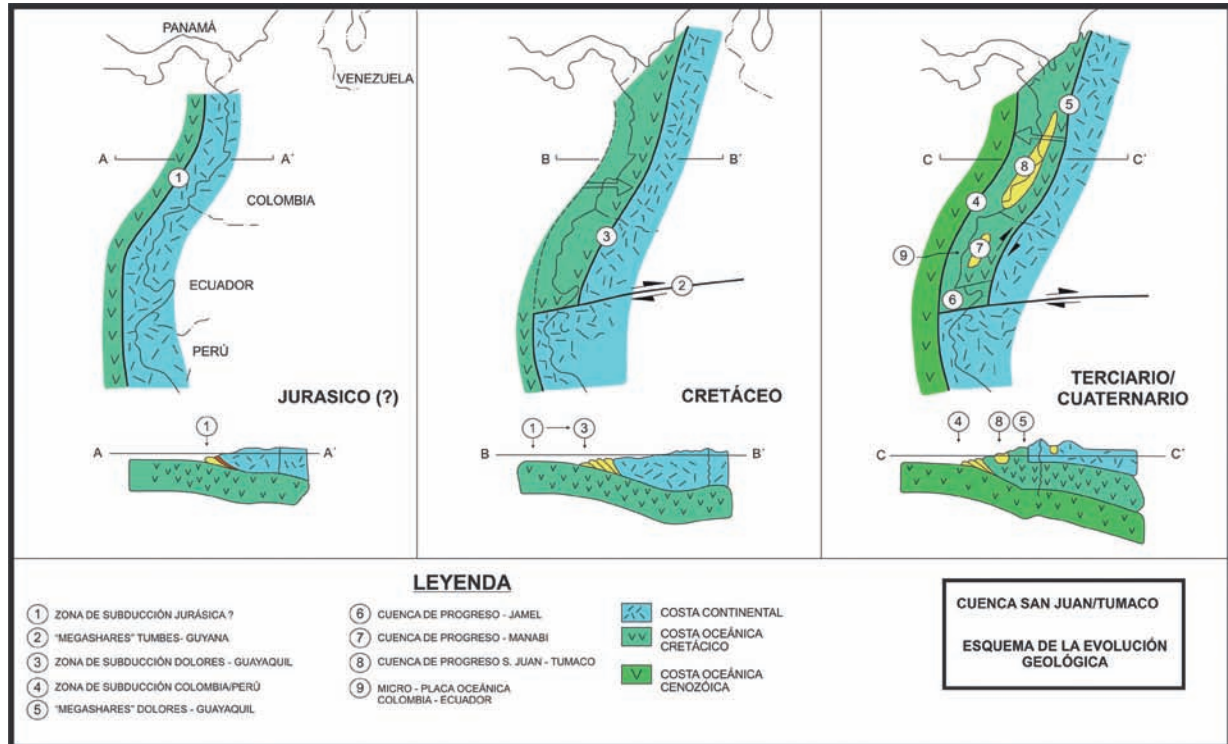 PANAMÁ
VENEZUELA
A
A'
1
COLOMBIA
ECUADOR
PERÚ
JURASICO (?)
1
A
A'
B
B'
3
2
CRETÁCEO
1
3
B
B'
5
C
C'
8
4
7
9
6
TERCIARIO/
CUATERNARIO
4
8
5
C
C'
LEYENDA
1 ZONA DE SUBDUCCIÓN JURÁSICA ?
2 "MEGASHARES" TUMBES- GUYANA
3 ZONA DE SUBDUCCIÓN DOLORES - GUAYAQUIL
4 ZONA DE SUBDUCCIÓN COLOMBIA/PERÚ
5 "MEGASHARES" DOLORES - GUAYAQUIL
6 CUENCA DE PROGRESO - JAMEL
7 CUENCA DE PROGRESO - MANABI
8 CUENCA DE PROGRESO S. JUAN - TUMACO
9 MICRO - PLACA OCEÁNICA
COLOMBIA - ECUADOR
COSTA CONTINENTAL
COSTA OCEÁNICA
CRETÁCICO
COSTA OCEÁNICA
CENOZÓICA
CUENCA SAN JUAN/TUMACO
ESQUEMA DE LA EVOLUCIÓN
GEOLÓGICA